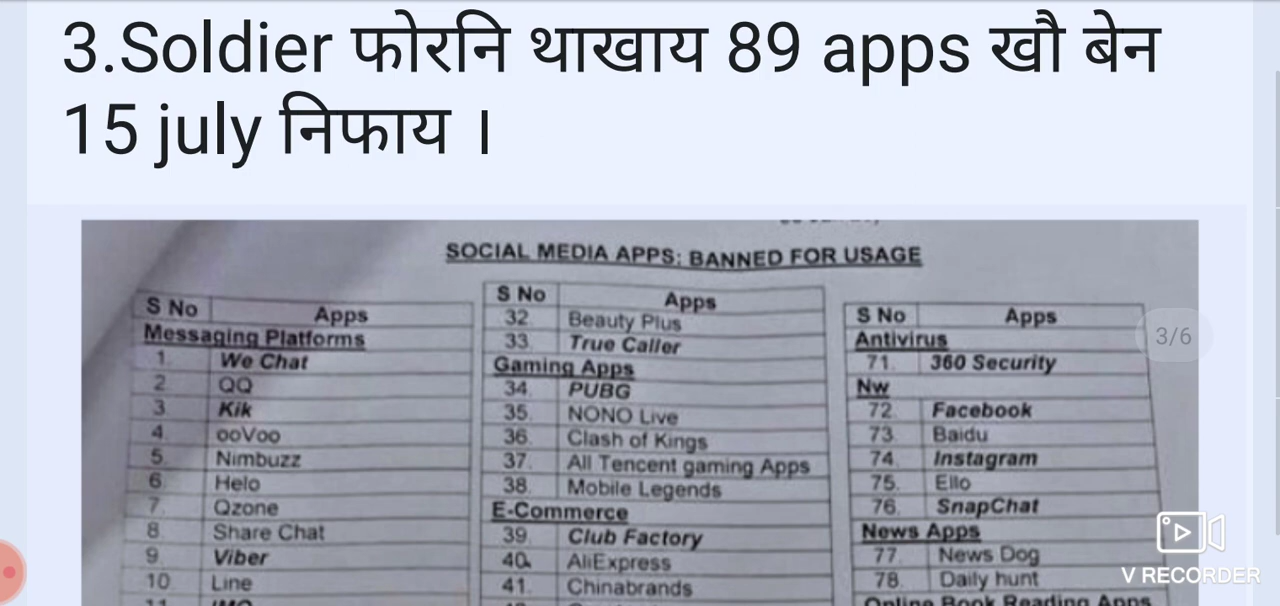 3.Soldier फोरनि थाखाय 89 apps खौ बेन
15 july निफाय ।
SOCIAL MEDIA APPS: BANNED FOR USAGE
S No Apps
Messaging Platforms
1. We Chat
2 QQ
3 Kik
4. ooVoo
5. Nimbuzz
6. Helo
7. Qzone
8. Share Chat
9. Viber
10. Line
11. IMO
S No Apps
32. Beauty Plus
33. True Caller
Gaming Apps
34. PUBG
35. NONO Live
36. Clash of Kings
37. All Tencent gaming Apps
38. Mobile Legends
E-Commerce
39. Club Factory
40. AliExpress
41. Chinabrands
S No Apps
Antivirus
71. 360 Security
Nw
72. Facebook
73. Baidu
74. Instagram
75. Ello
76. SnapChat
News Apps
77. News Dog
78. Daily hunt
Online Book Reading Apps
3/6
V RECORDER